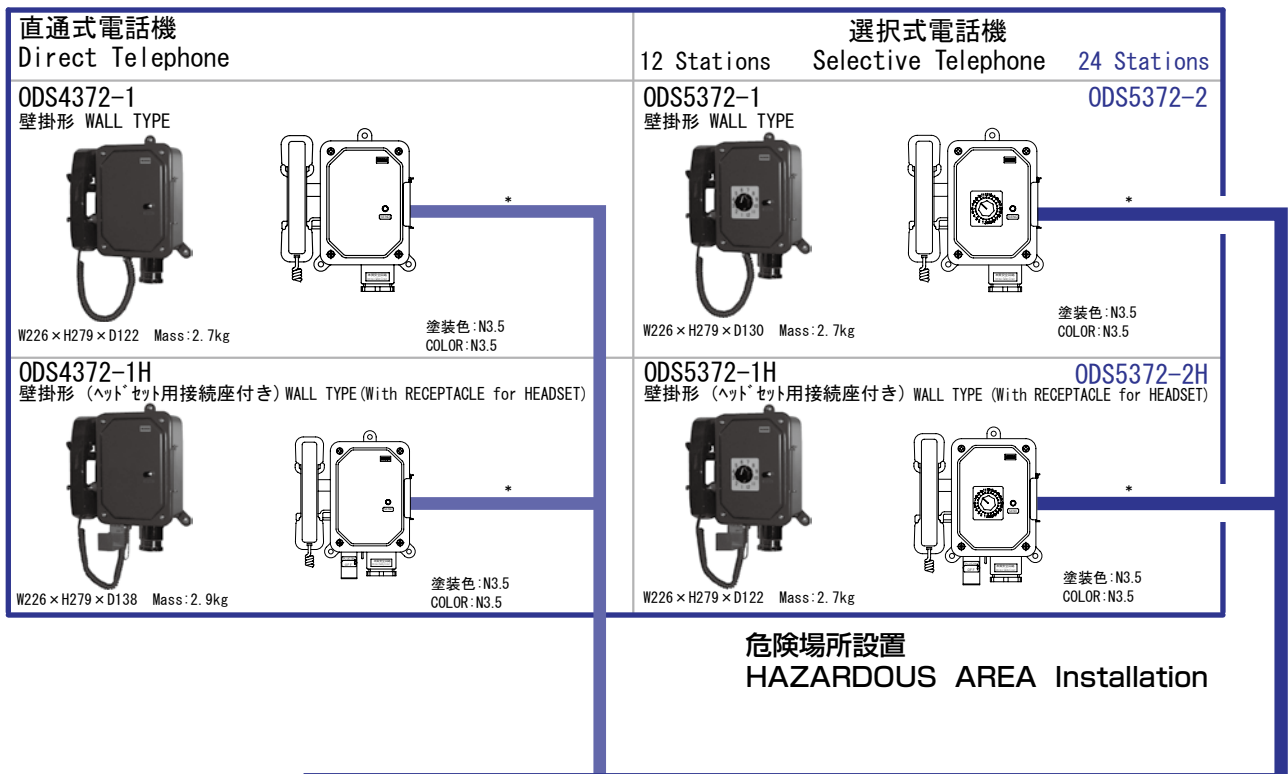 直通式電話機
Direct Telephone
選択式電話機
12 Stations Selective Telephone 24 Stations
ODS4372-1
壁掛形 WALL TYPE
*
W226×H279×D122 Mass:2.7kg
塗装色:N3.5
COLOR:N3.5
ODS5372-1 ODS5372-2
壁掛形 WALL TYPE
*
W226×H279×D130 Mass:2.7kg
塗装色:N3.5
COLOR:N3.5
ODS4372-1H
壁掛形 (ヘッドセット用接続座付き) WALL TYPE(With RECEPTACLE for HEADSET)
*
W226×H279×D138 Mass:2.9kg
塗装色:N3.5
COLOR:N3.5
ODS5372-1H ODS5372-2H
壁掛形 (ヘッドセット用接続座付き) WALL TYPE (With RECEPTACLE for HEADSET)
*
W226×H279×D122 Mass:2.7kg
塗装色:N3.5
COLOR:N3.5
危険場所設置
HAZARDOUS AREA Installation